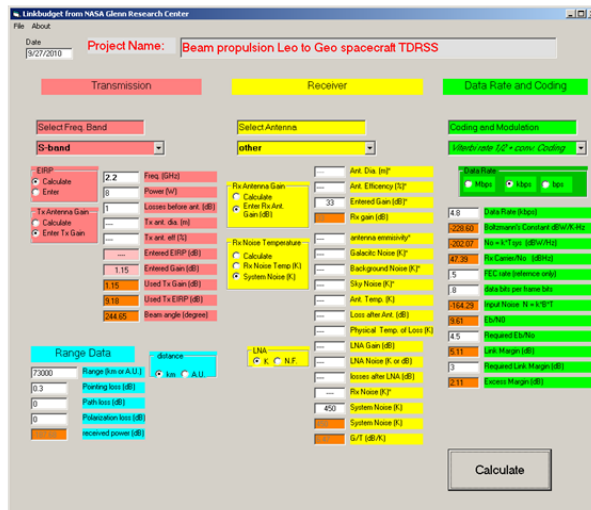 Linkbudget from NASA Glenn Research Center
File About
Date
9/27/2010
Project Name:
Beam propulsion Leo to Geo spacecraft TDRSS
Transmission
Receiver
Data Rate and Coding
Select Freq. Band
S-band
Select Antenna
other
Coding and Modulation
Viterbi rate 1/2 + conv. Coding
EIRP
Calculate
Enter
Tx Antenna Gain
Calculate
Enter Tx Gain
2.2 Freq. (GHz)
8 Power (W)
1 Losses before ant. (dB)
--- Tx ant. dia. (m)
--- Tx ant. eff (%)
---- Entered EIRP (dB)
1.15 Entered Gain (dB)
1.15 Used Tx Gain (dB)
9.18 Used Tx EIRP (dB)
244.65 Beam angle (degree)
Rx Antenna Gain
Calculate
Enter Rx Ant. Gain (dB)
Rx Noise Temperature
Calculate
Rx Noise Temp (K)
System Noise (K)
LNA
K N.F.
--- Ant. Dia. (m)*
--- Ant. Efficency (%)*
33 Entered Gain (dB)*
Rx gain (dB)
--- antenna emmisivity*
--- Galacitc Noise (K)*
--- Background Noise (K)*
--- Sky Noise (K)*
--- Ant. Temp. (K)
--- Loss after Ant. (dB)
--- Physical Temp. of Loss (K)
--- LNA Gain (dB)
--- LNA Noise (K or dB)
--- losses after LNA (dB)
--- Rx Noise (K)*
450 System Noise (K)
System Noise (K)
G/T (dB/K)
Data Rate
Mbps kbps bps
4.8 Data Rate (kbps)
-228.60 Boltzmann's Constant dBW/K-Hz
-202.07 No = k*Tsys (dBW/Hz)
47.39 Rx Carrier/No (dBHz)
.5 FEC rate (refernce only)
.8 data bits per frame bits
-164.29 Input Noise N = k*B*T
9.61 Eb/N0
4.5 Required Eb/No
5.11 Link Margin (dB)
3 Required Link Margin (dB)
2.11 Excess Margin (dB)
Range Data
distance
km A.U.
73000 Range (km or A.U.)
0.3 Pointing loss (dB)
0 Path loss (dB)
0 Polarization loss (dB)
received power (dB)
Calculate